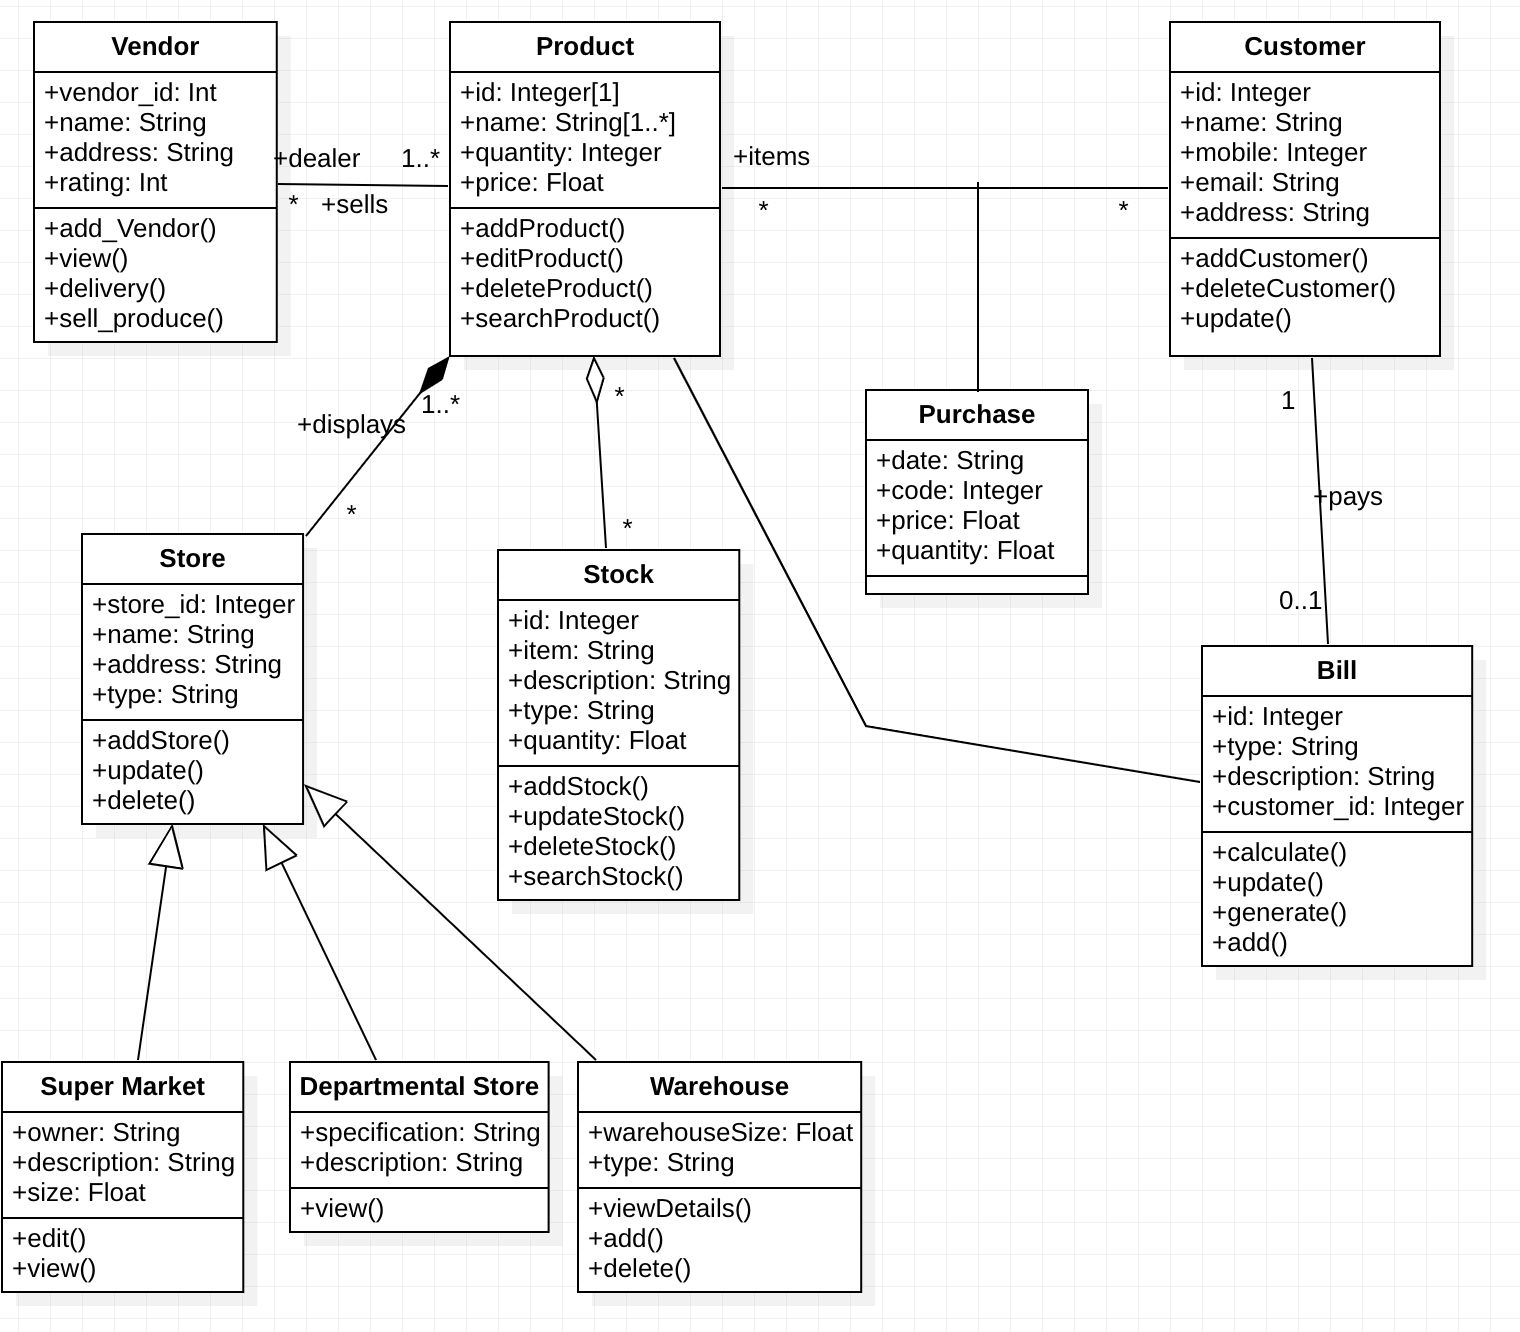 Vendor
+vendor_id: Int
+name: String
+address: String
+rating: Int
+add_Vendor()
+view()
+delivery()
+sell_produce()
+dealer
1..*
*
+sells
Product
+id: Integer[1]
+name: String[1..*]
+quantity: Integer
+price: Float
+addProduct()
+editProduct()
+deleteProduct()
+searchProduct()
+items
*
*
Customer
+id: Integer
+name: String
+mobile: Integer
+email: String
+address: String
+addCustomer()
+deleteCustomer()
+update()
1..*
+displays
*
*
*
Purchase
+date: String
+code: Integer
+price: Float
+quantity: Float
1
+pays
0..1
Store
+store_id: Integer
+name: String
+address: String
+type: String
+addStore()
+update()
+delete()
Stock
+id: Integer
+item: String
+description: String
+type: String
+quantity: Float
+addStock()
+updateStock()
+deleteStock()
+searchStock()
Bill
+id: Integer
+type: String
+description: String
+customer_id: Integer
+calculate()
+update()
+generate()
+add()
Super Market
+owner: String
+description: String
+size: Float
+edit()
+view()
Departmental Store
+specification: String
+description: String
+view()
Warehouse
+warehouseSize: Float
+type: String
+viewDetails()
+add()
+delete()